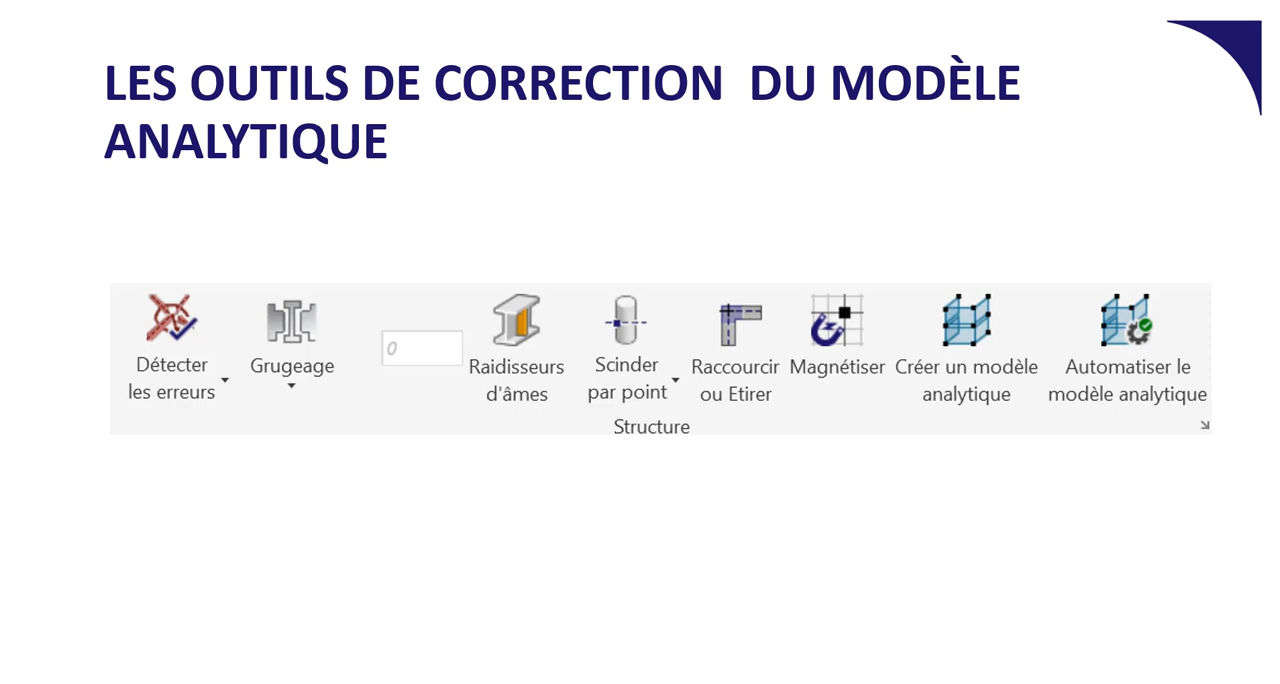 LES OUTILS DE CORRECTION DU MODÈLE
ANALYTIQUE
Détecter
les erreurs
Grugeage
0
Raidisseurs
d'âmes
Scinder
par point
Raccourcir
ou Etirer
Magnétiser
Créer un modèle
analytique
Automatiser le
modèle analytique
Structure